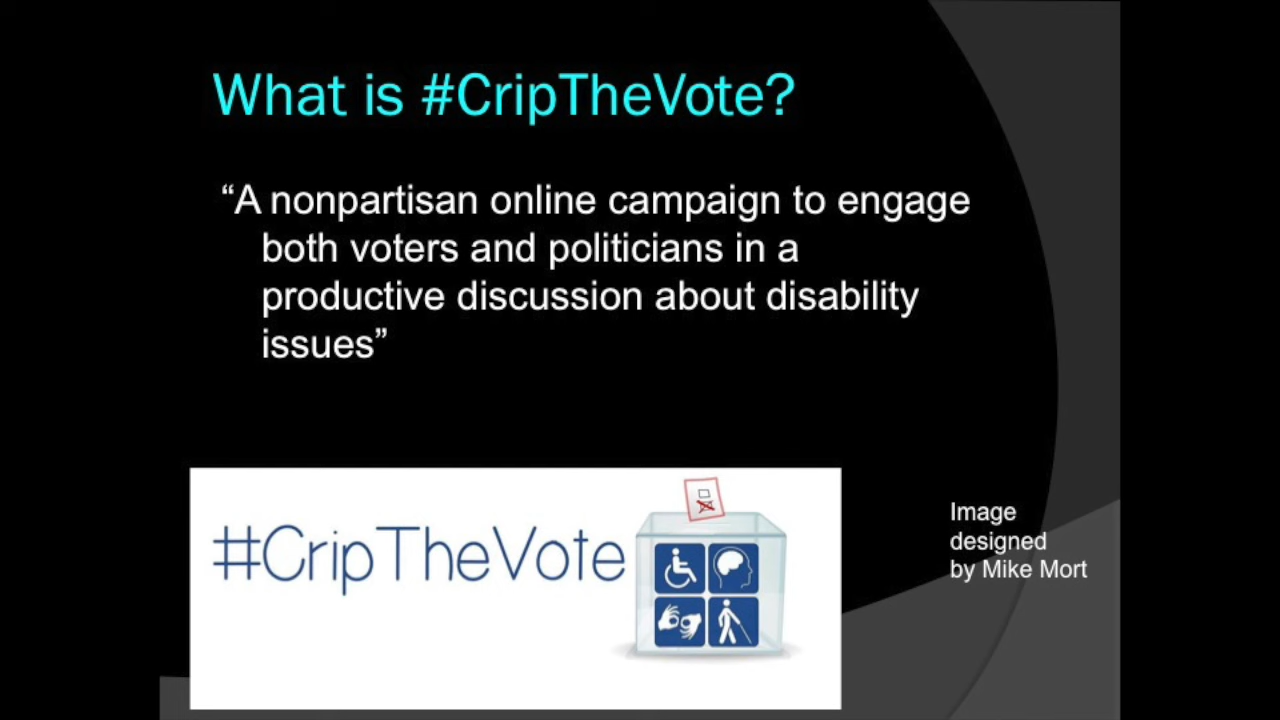 What is #CripTheVote?
“A nonpartisan online campaign to engage
both voters and politicians in a
productive discussion about disability
issues”
#CripTheVote
Image
designed
by Mike Mort